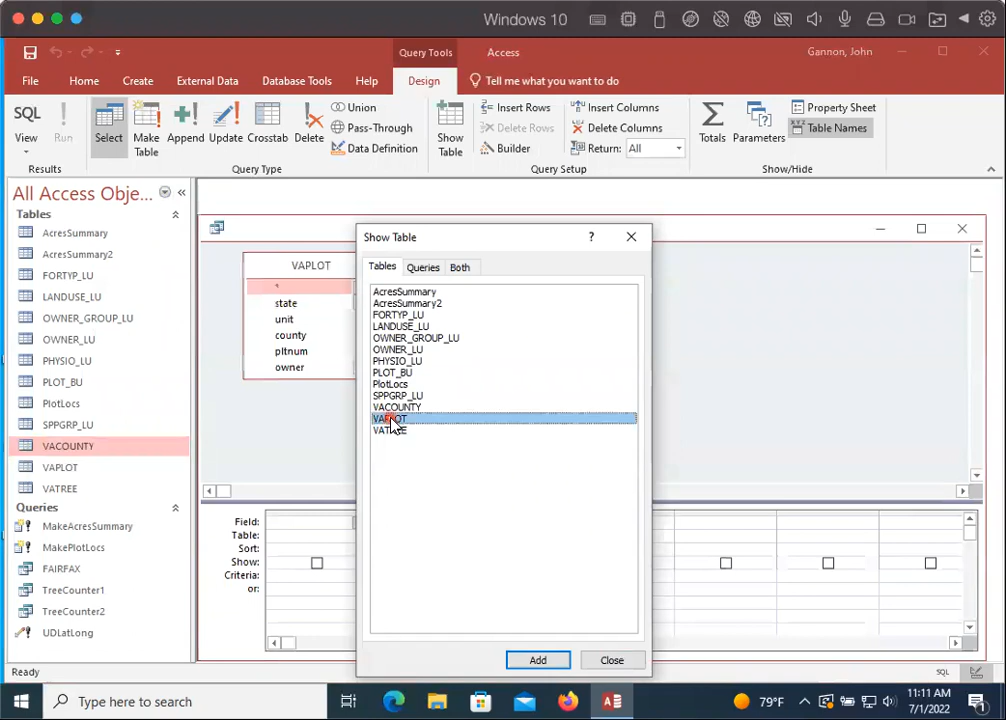 Windows 10
Query Tools Access Gannon, John
File Home Create External Data Database Tools Help Design Tell me what you want to do
SQL
View
Run
Results
Select
Make
Table
Append
Update
Crosstab
Delete
Union
Pass-Through
Data Definition
Query Type
Show
Table
Insert Rows
Delete Rows
Builder
Insert Columns
Delete Columns
Return: All
Query Setup
Totals
Parameters
Property Sheet
Table Names
Show/Hide
All Access Obje...
Tables
AcresSummary
AcresSummary2
FORTYP_LU
LANDUSE_LU
OWNER_GROUP_LU
OWNER_LU
PHYSIO_LU
PLOT_BU
PlotLocs
SPPGRP_LU
VACOUNTY
VAPLOT
VATREE
Queries
MakeAcresSummary
MakePlotLocs
FAIRFAX
TreeCounter1
TreeCounter2
UDLatLong
VAPLOT
*
state
unit
county
pltnum
owner
Show Table
?
Tables Queries Both
AcresSummary
AcresSummary2
FORTYP_LU
LANDUSE_LU
OWNER_GROUP_LU
OWNER_LU
PHYSIO_LU
PLOT_BU
PlotLocs
SPPGRP_LU
VACOUNTY
VAPLOT
VATREE
Add Close
Field:
Table:
Sort:
Show:
Criteria:
or:
Ready
SQL
Type here to search
79°F
11:11 AM
7/1/2022
1